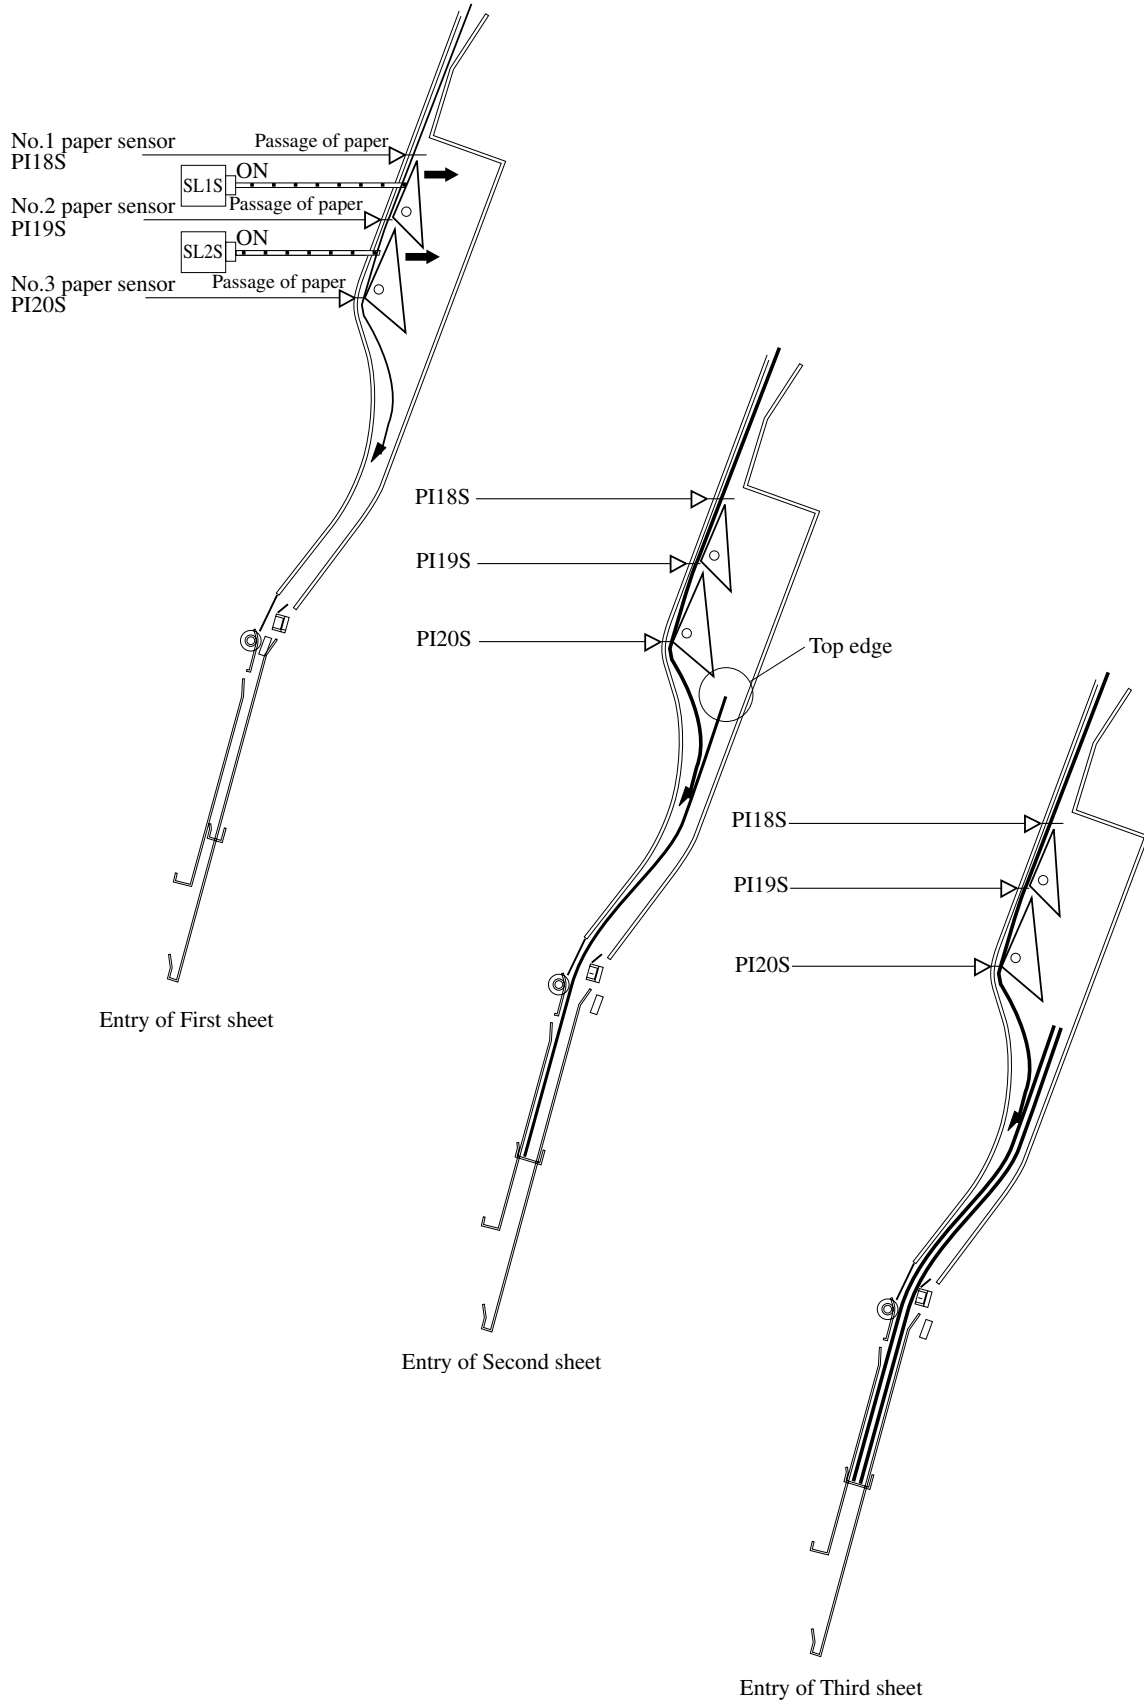 No.1 paper sensor
PI18S
Passage of paper
SL1S
ON
No.2 paper sensor
PI19S
Passage of paper
SL2S
ON
No.3 paper sensor
PI20S
Passage of paper
Entry of First sheet
PI18S
PI19S
PI20S
Top edge
Entry of Second sheet
PI18S
PI19S
PI20S
Entry of Third sheet